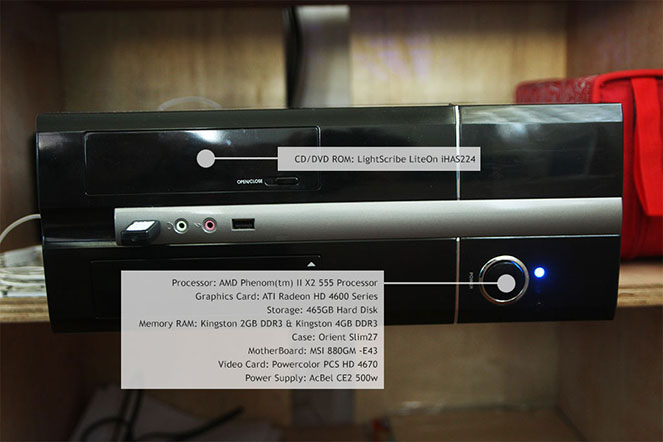 CD/DVD ROM: LightScribe LiteOn iHAS224
OPEN/CLOSE
POWER
Processor: AMD Phenom(tm) II X2 555 Processor
Graphics Card: ATI Radeon HD 4600 Series
Storage: 465GB Hard Disk
Memory RAM: Kingston 2GB DDR3 & Kingston 4GB DDR3
Case: Orient Slim27
MotherBoard: MSI 880GM -E43
Video Card: Powercolor PCS HD 4670
Power Supply: AcBel CE2 500w